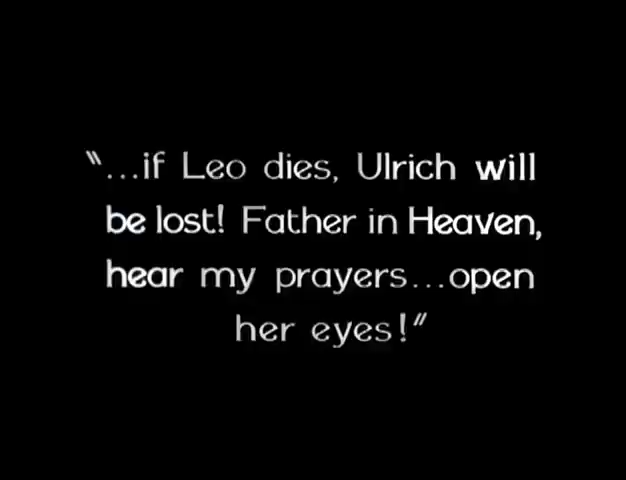 "...if Leo dies, Ulrich will
be lost! Father in Heaven,
hear my prayers...open
her eyes!"